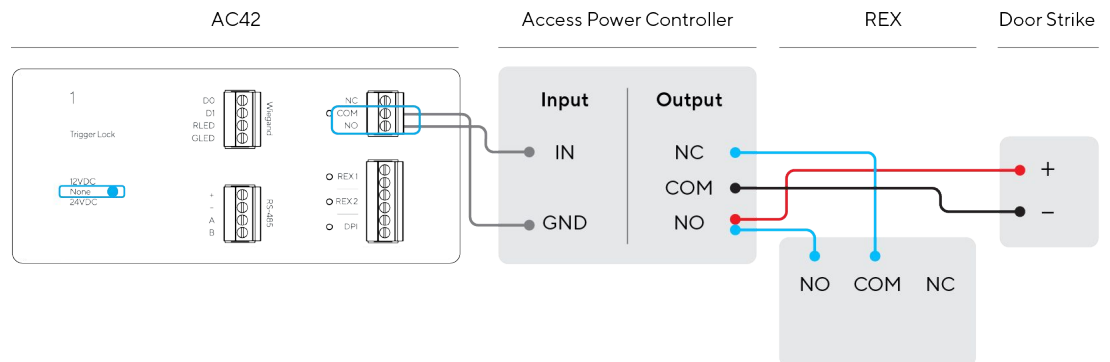 AC42
Access Power Controller
REX
Door Strike
1
Trigger Lock
12VDC
None
24VDC
D0
D1
RLED
GLED
Wiegand
+
-
A
B
RS-485
NC
COM
NO
REX 1
REX 2
DPI
Input
Output
IN
GND
NC
COM
NO
+
−
NO COM NC